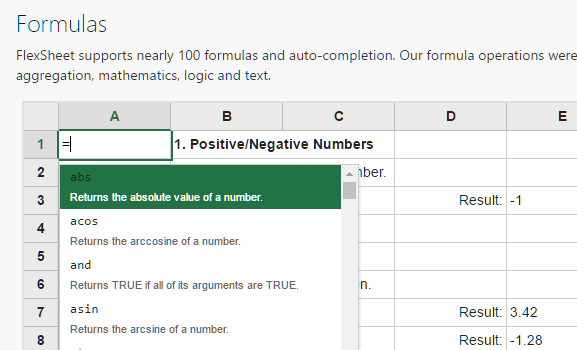 Formulas
FlexSheet supports nearly 100 formulas and auto-completion. Our formula operations were
aggregation, mathematics, logic and text.
A B C D E
1 = 1. Positive/Negative Numbers
2 nber.
abs
Returns the absolute value of a number.
3 Result: -1
acos
4
Returns the arccosine of a number.
5
and
6 n.
Returns TRUE if all of its arguments are TRUE.
asin
7 Result: 3.42
Returns the arcsine of a number.
8 Result: -1.28